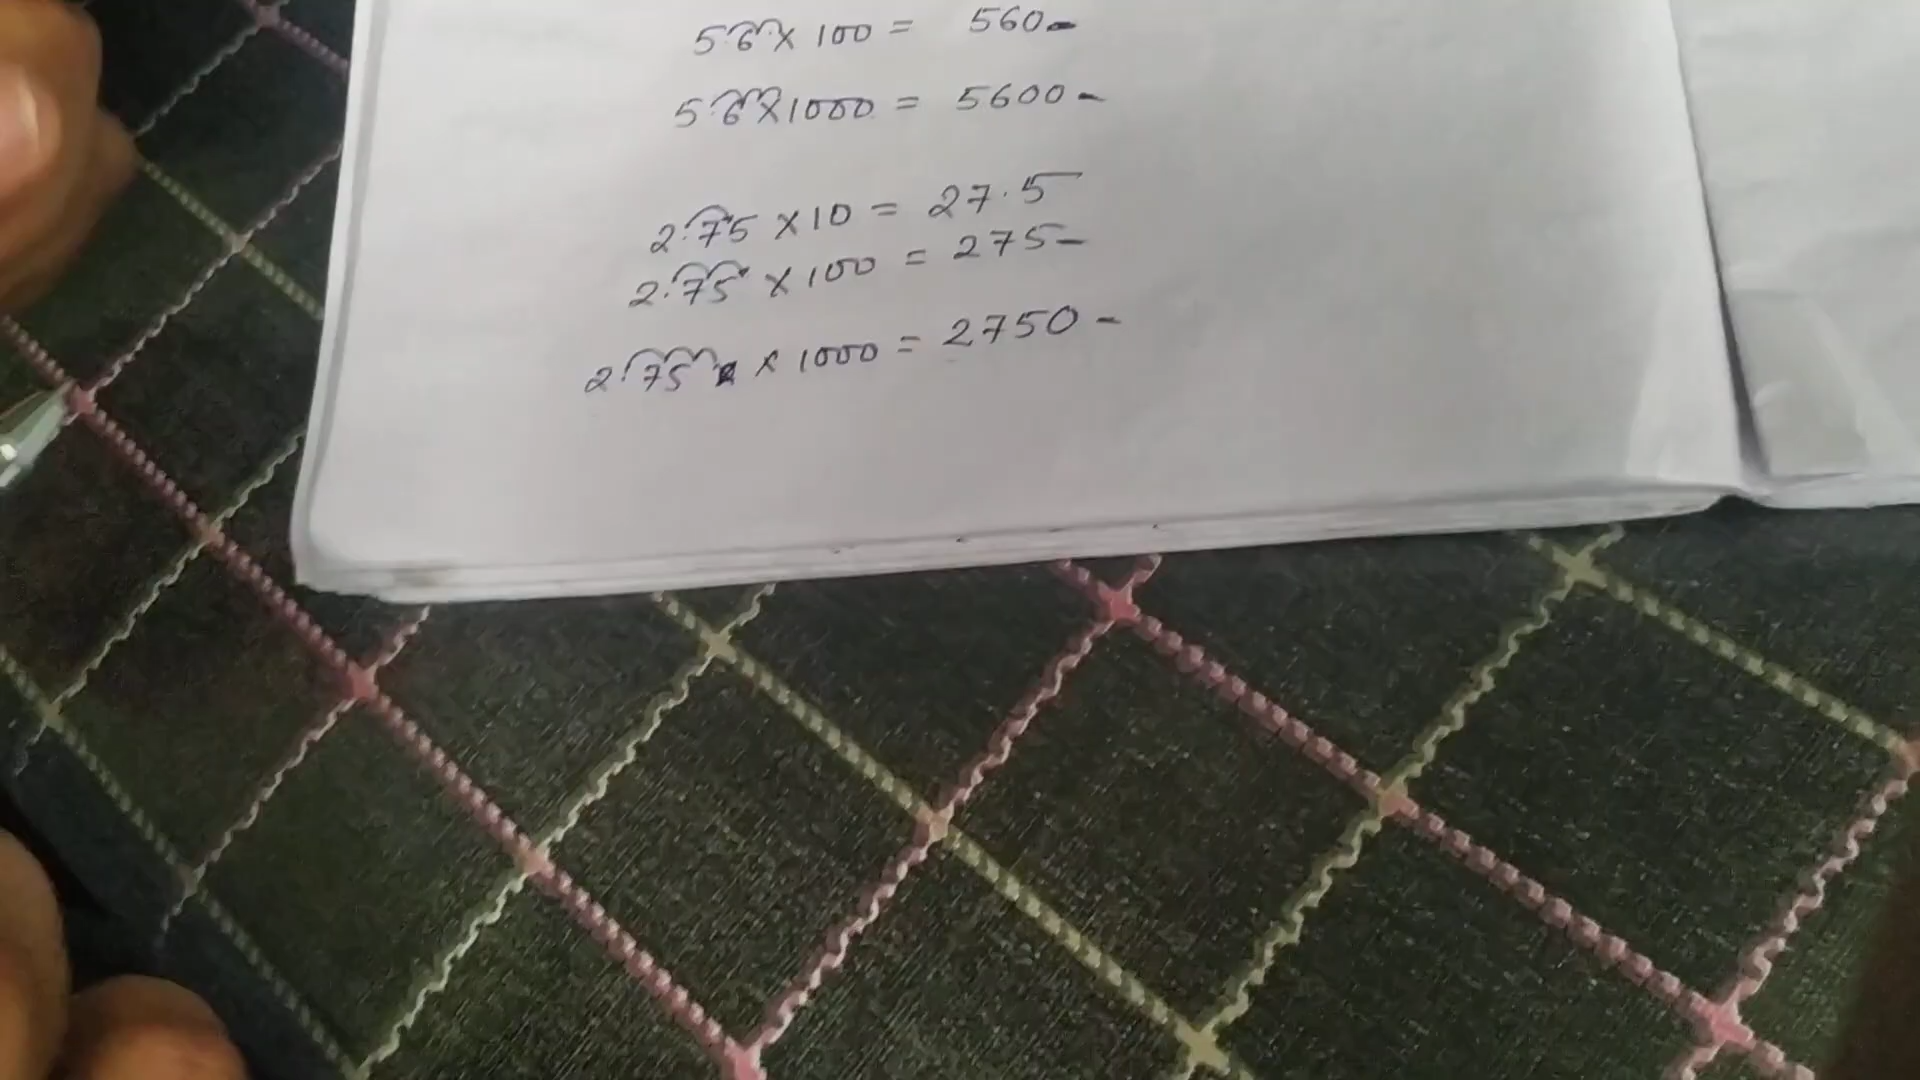 5.6 x 100 = 560
5.6 x 1000 = 5600
2.75 x 10 = 27.5
2.75 x 100 = 275
2.75 x 1000 = 2750